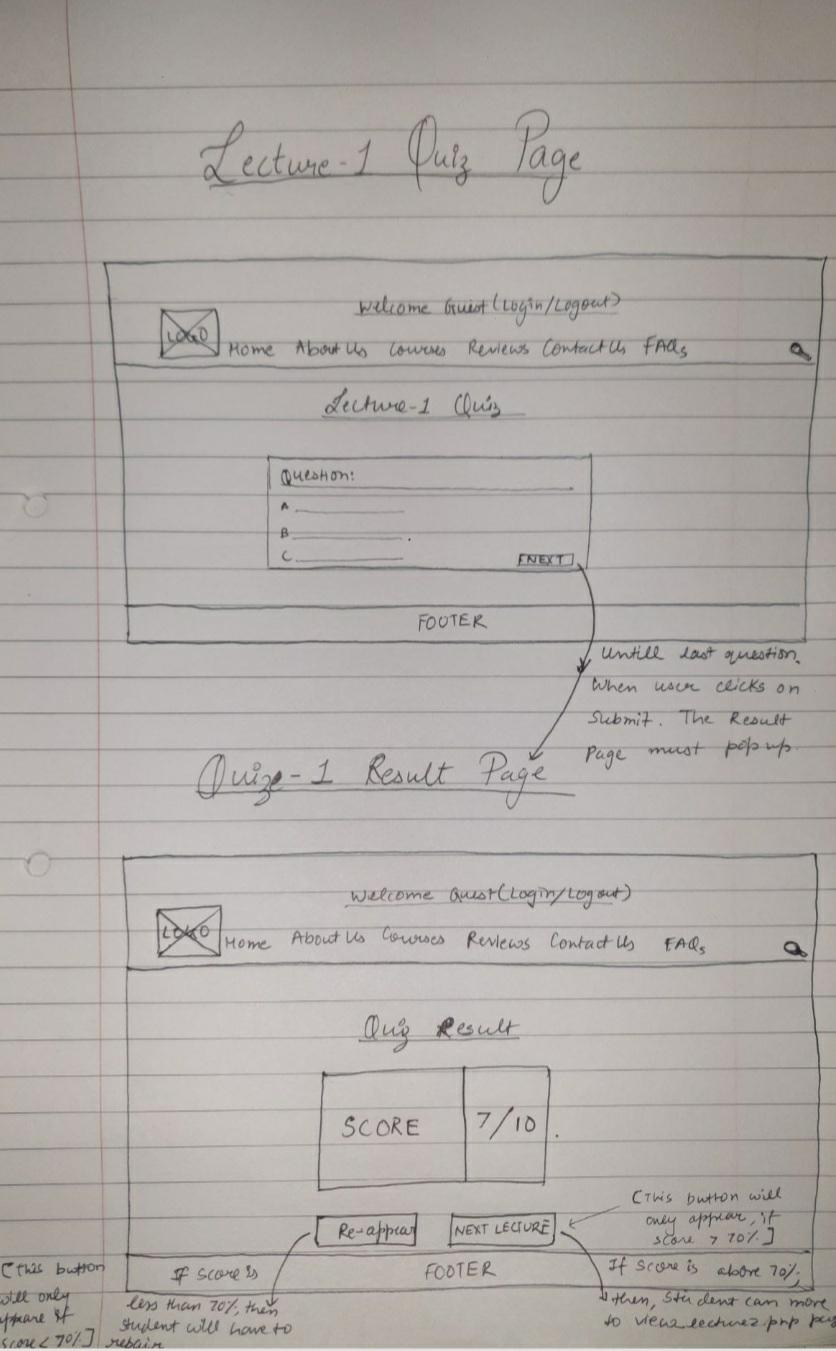 Lecture-1 Quiz Page
Welcome Guest (Login/Logout)
LOGO
Home About Us Courses Reviews Contact Us FAQs
Lecture-1 Quiz
Question:
A
B
C
NEXT
FOOTER
Untill last question.
When user clicks on
Submit. The Result
Page must pop up.
Quize-1 Result Page
Welcome Guest (Login/Logout)
LOGO
Home About Us Courses Reviews Contact Us FAQs
Quiz Result
SCORE 7/10
[This button will
only appear, if
score > 70%]
Re-appear NEXT LECTURE
FOOTER
[This button
will only
appeare if
score < 70%]
If score is
less than 70%, then
student will have to
If score is above 70%,
then, Student can move
to view_lecture2.php